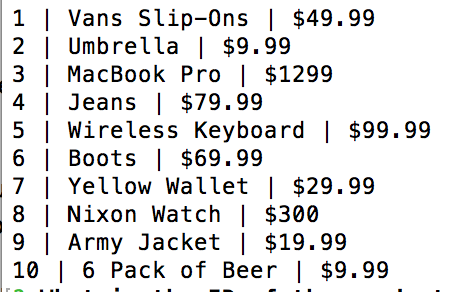 1 | Vans Slip-Ons | $49.99
2 | Umbrella | $9.99
3 | MacBook Pro | $1299
4 | Jeans | $79.99
5 | Wireless Keyboard | $99.99
6 | Boots | $69.99
7 | Yellow Wallet | $29.99
8 | Nixon Watch | $300
9 | Army Jacket | $19.99
10 | 6 Pack of Beer | $9.99